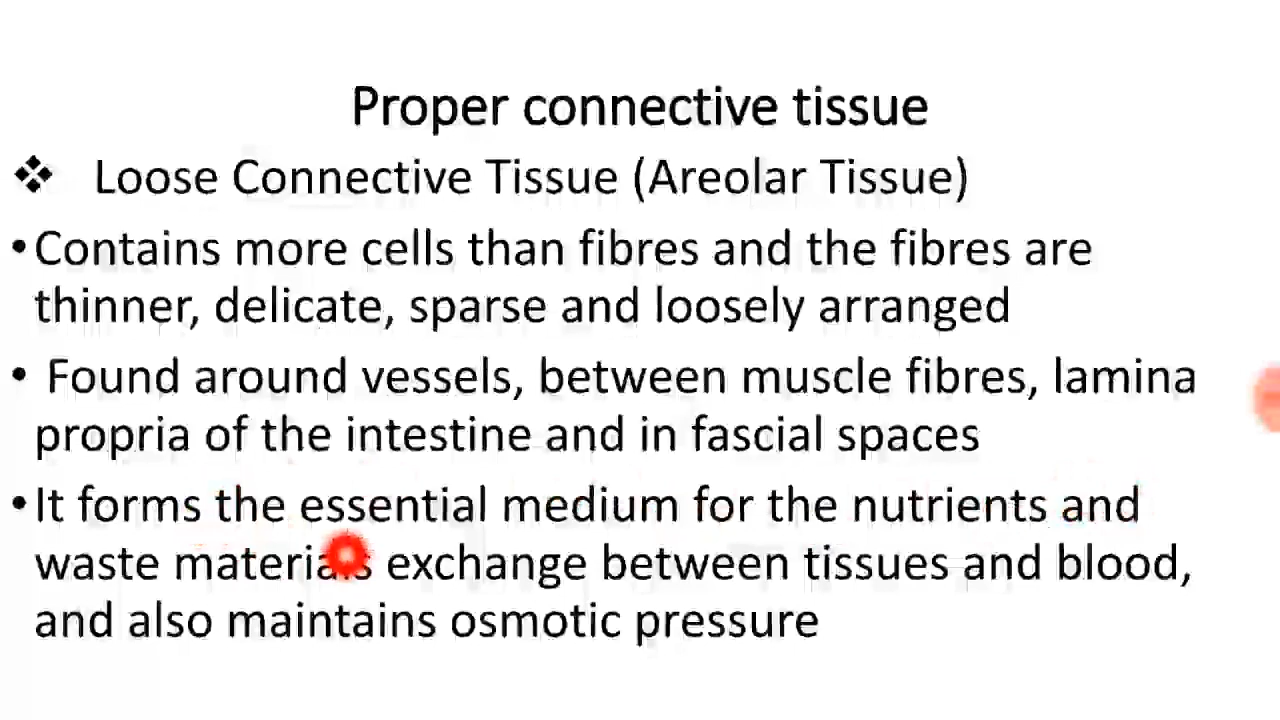 Proper connective tissue
❖ Loose Connective Tissue (Areolar Tissue)
• Contains more cells than fibres and the fibres are
thinner, delicate, sparse and loosely arranged
• Found around vessels, between muscle fibres, lamina
propria of the intestine and in fascial spaces
• It forms the essential medium for the nutrients and
waste materials exchange between tissues and blood,
and also maintains osmotic pressure